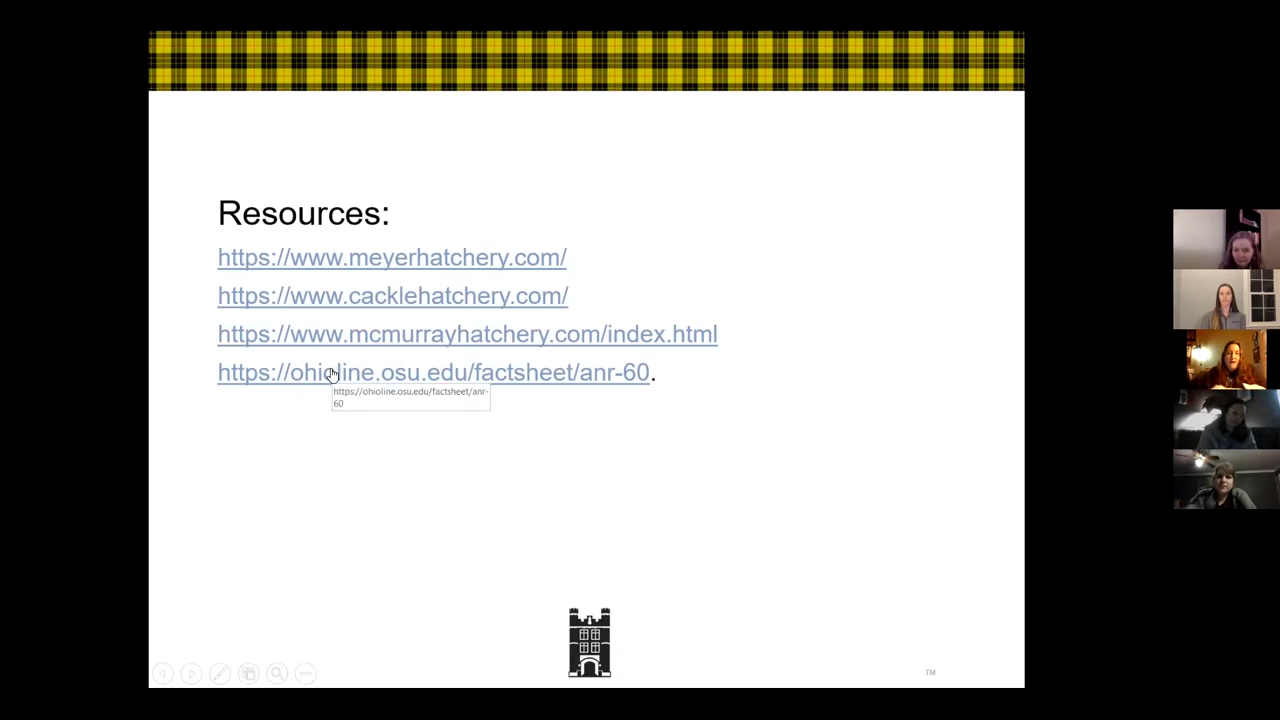 Resources:
https://www.meyerhatchery.com/
https://www.cacklehatchery.com/
https://www.mcmurrayhatchery.com/index.html
https://ohioline.osu.edu/factsheet/anr-60.
https://ohioline.osu.edu/factsheet/anr-
60
TM